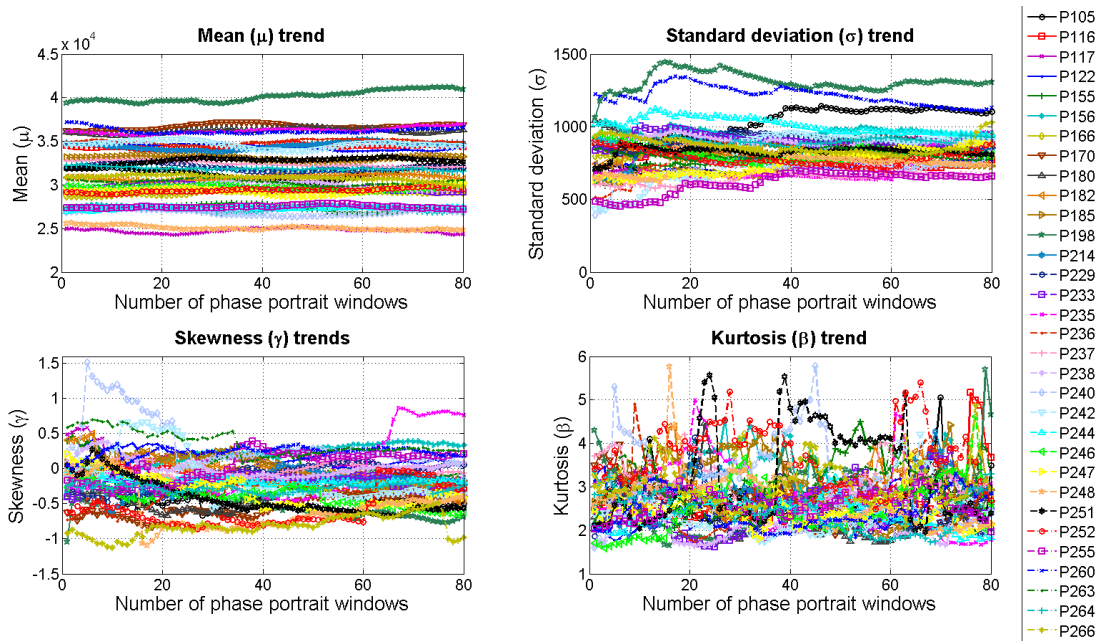 x 10⁴
Mean (μ) trend
4.5
4
3.5
3
2.5
2
Mean (μ)
0 20 40 60 80
Number of phase portrait windows
Standard deviation (σ) trend
1500
1000
500
0
Standard deviation (σ)
0 20 40 60 80
Number of phase portrait windows
Skewness (γ) trends
1.5
1
0.5
0
-0.5
-1
-1.5
Skewness (γ)
0 20 40 60 80
Number of phase portrait windows
Kurtosis (β) trend
6
5
4
3
2
1
Kurtosis (β)
0 20 40 60 80
Number of phase portrait windows
P105
P116
P117
P122
P155
P156
P166
P170
P180
P182
P185
P198
P214
P229
P233
P235
P236
P237
P238
P240
P242
P244
P246
P247
P248
P251
P252
P255
P260
P263
P264
P266